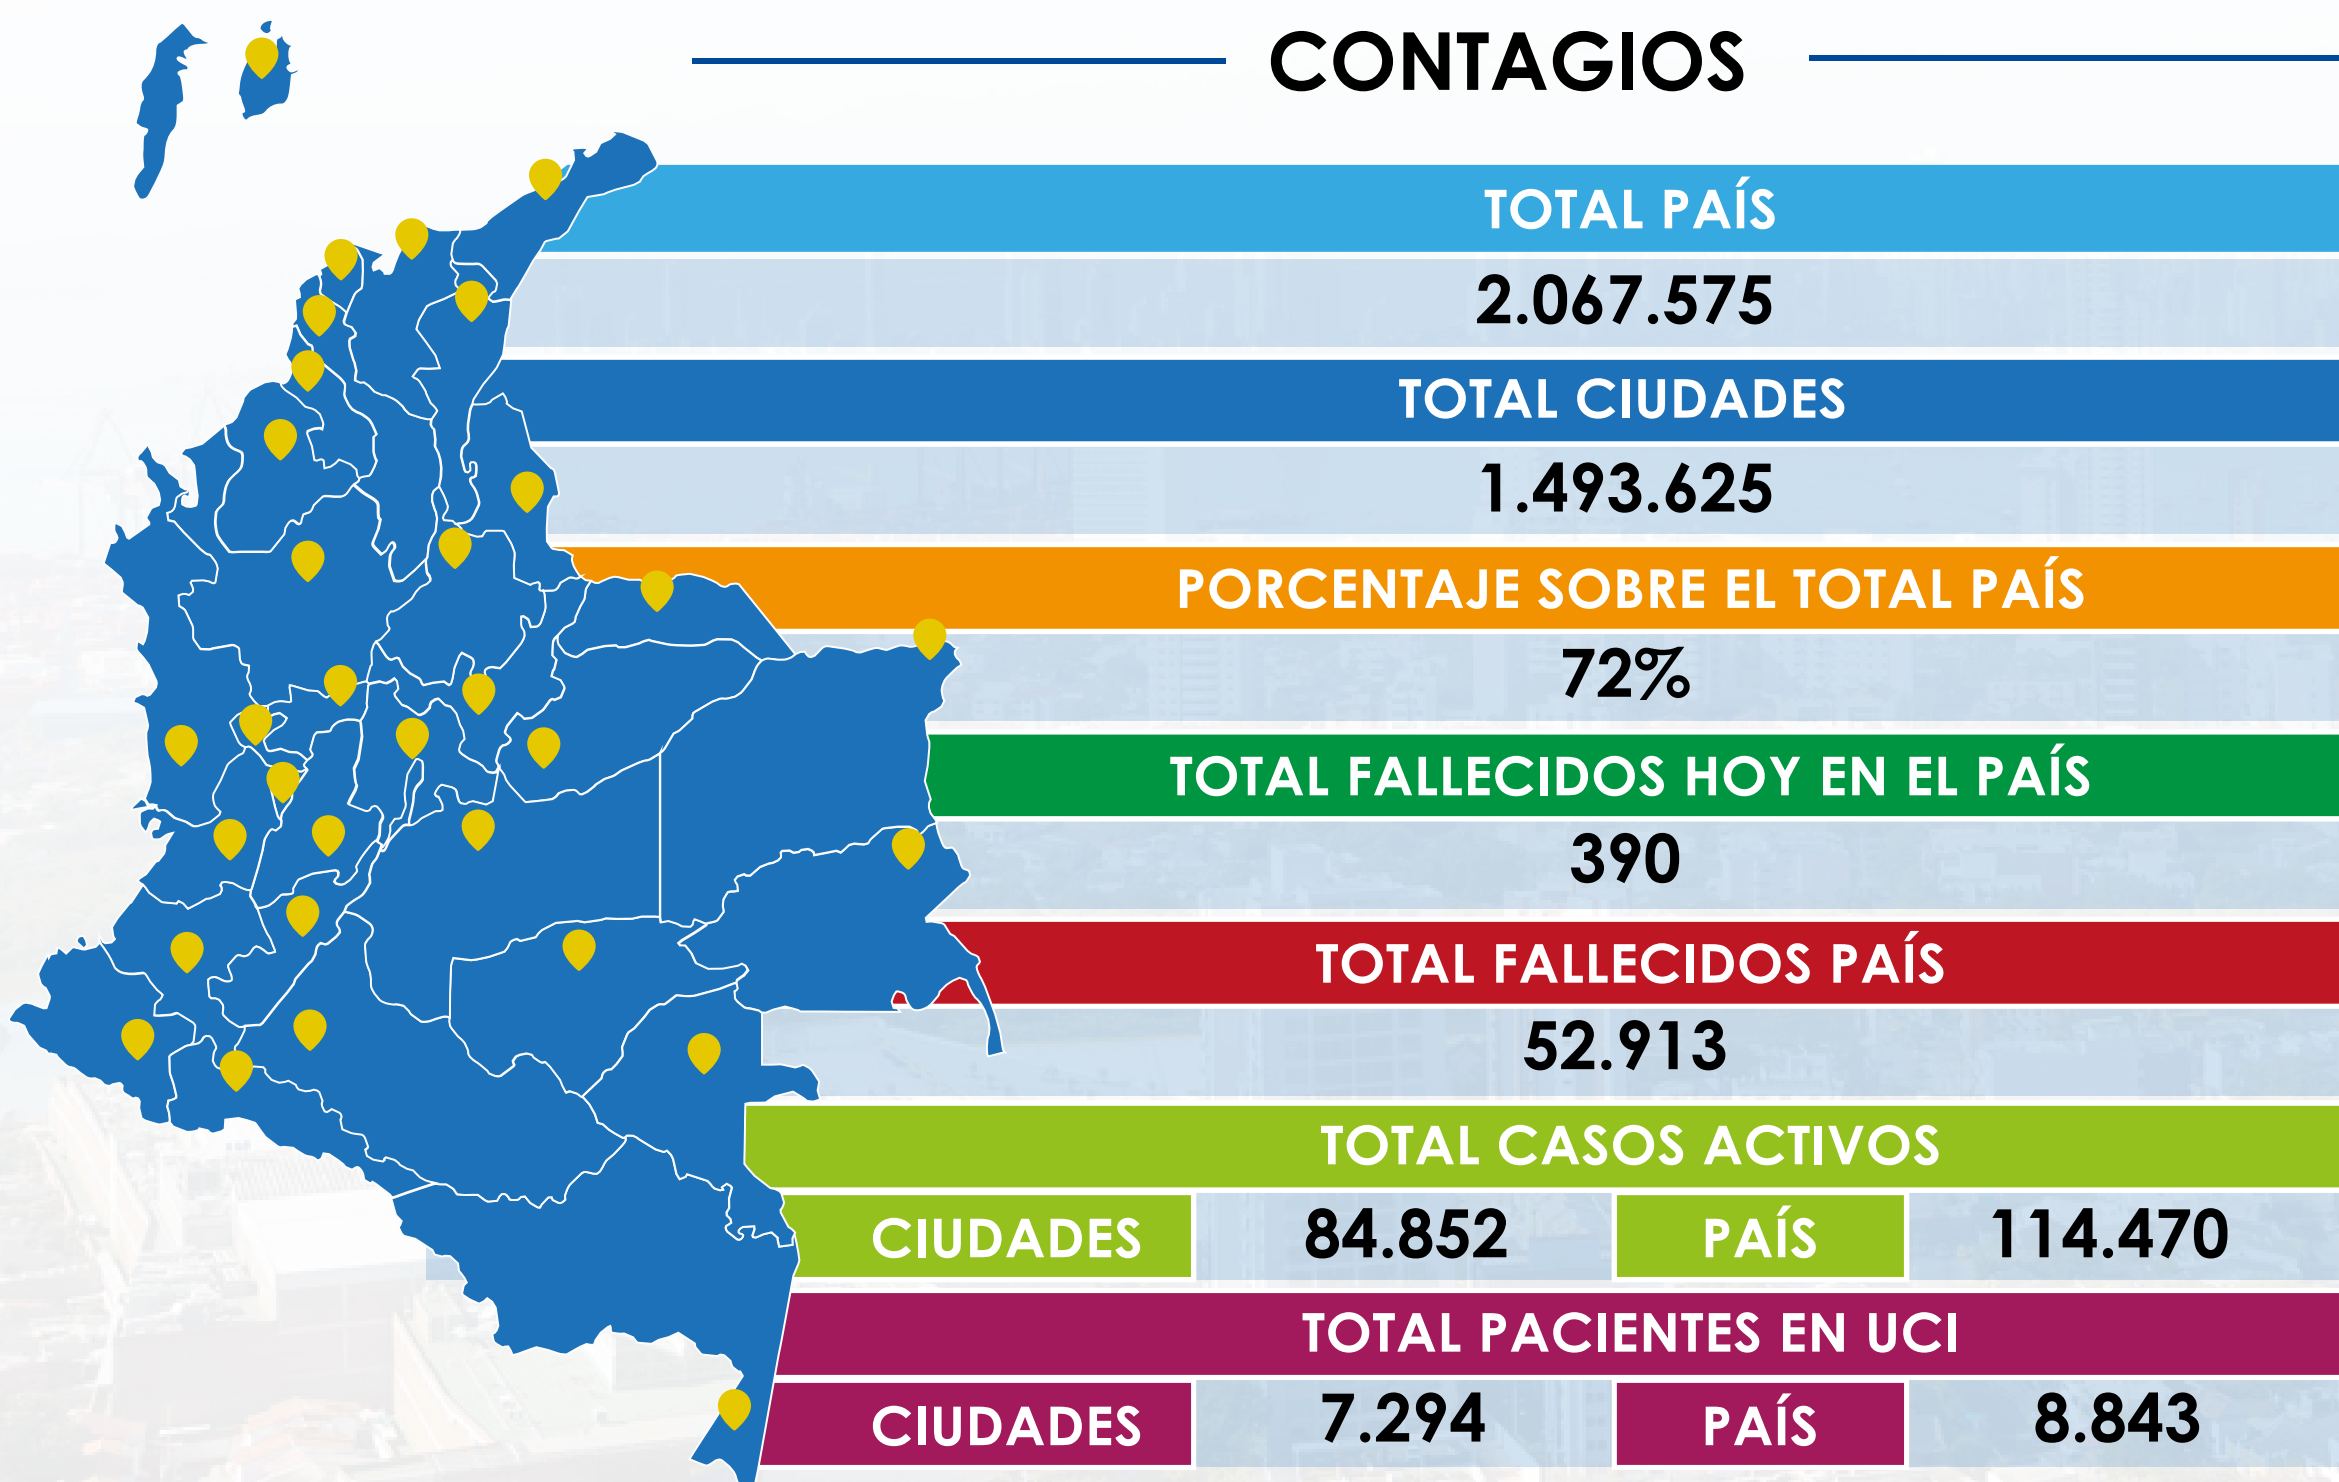 CONTAGIOS
TOTAL PAÍS
2.067.575
TOTAL CIUDADES
1.493.625
PORCENTAJE SOBRE EL TOTAL PAÍS
72%
TOTAL FALLECIDOS HOY EN EL PAÍS
390
TOTAL FALLECIDOS PAÍS
52.913
TOTAL CASOS ACTIVOS
CIUDADES 84.852 PAÍS 114.470
TOTAL PACIENTES EN UCI
CIUDADES 7.294 PAÍS 8.843